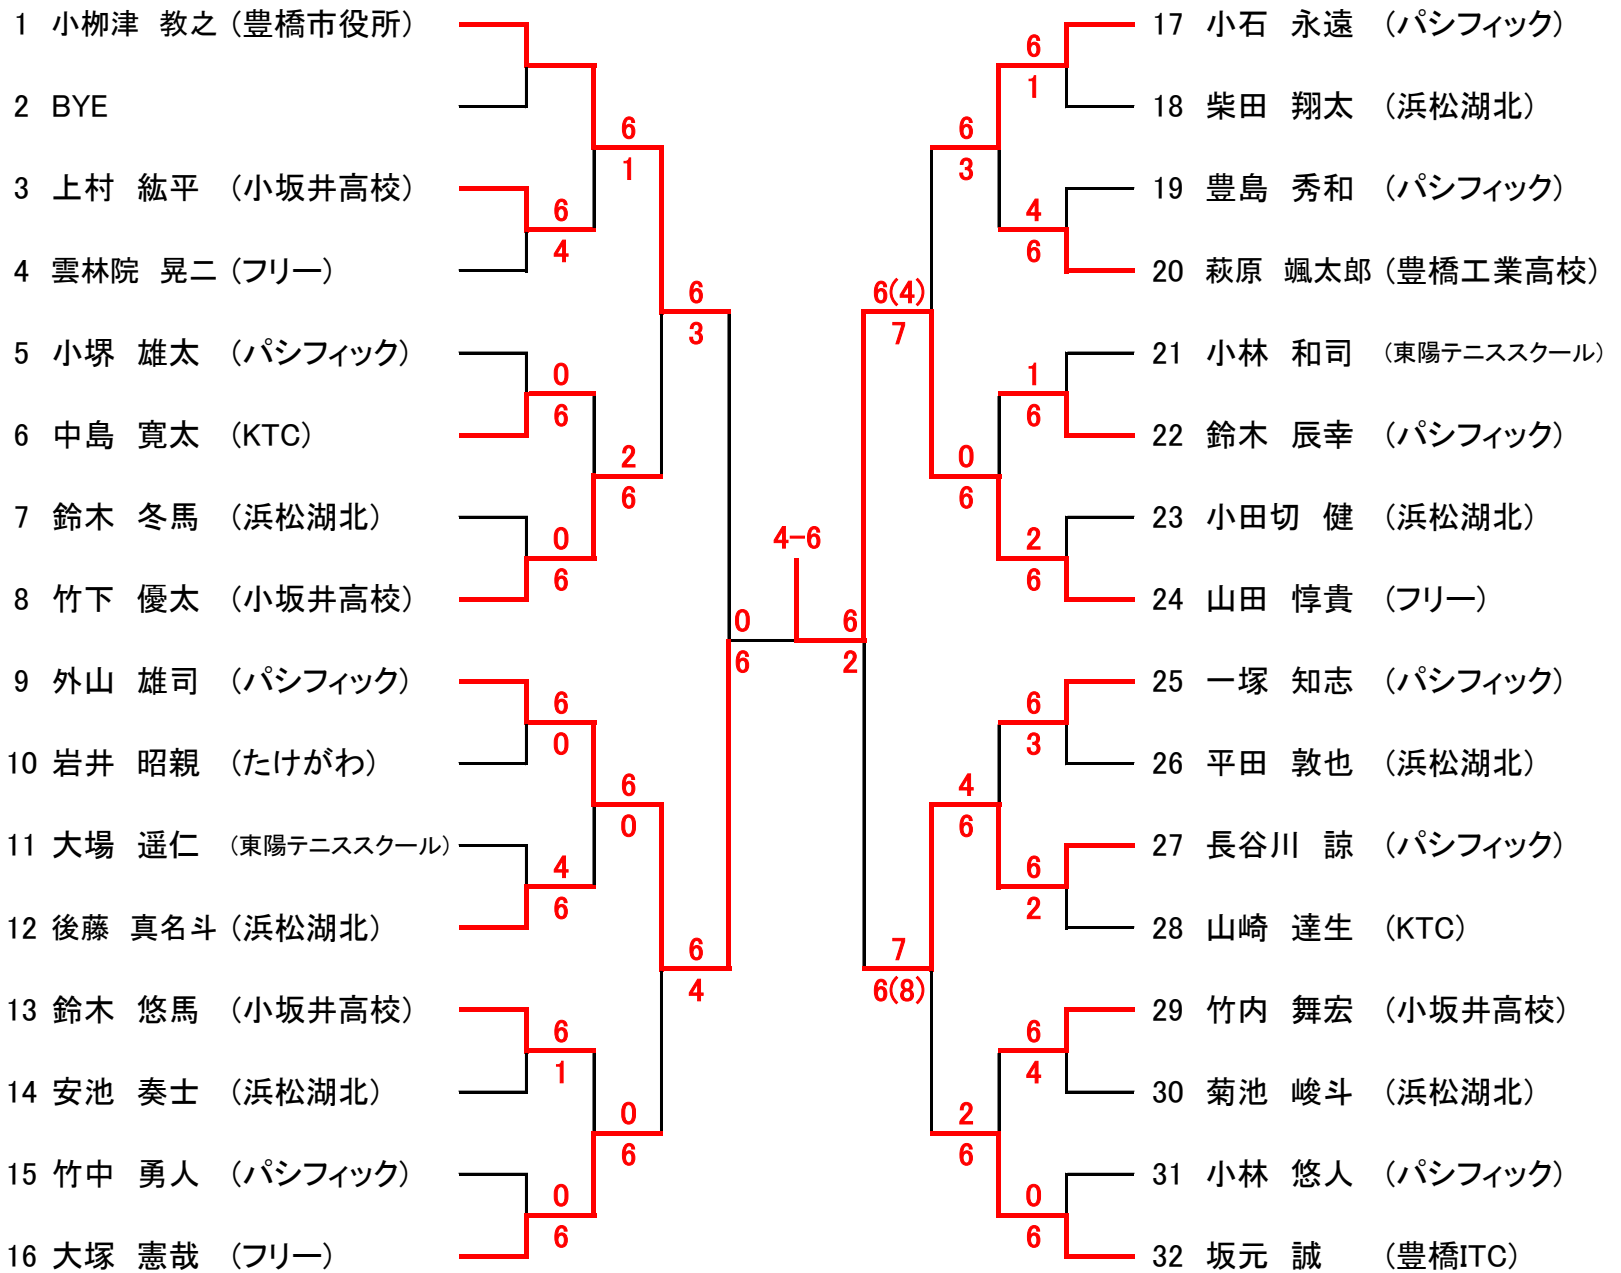 1 小栁津 教之 (豊橋市役所)
2 BYE
6
1
3 上村 紘平 (小坂井高校)
6
4
4 雲林院 晃二 (フリー)
6
3
5 小堺 雄太 (パシフィック)
0
6
6 中島 寛太 (KTC)
2
6
7 鈴木 冬馬 (浜松湖北)
0
6
8 竹下 優太 (小坂井高校)
0
6
9 外山 雄司 (パシフィック)
6
0
10 岩井 昭親 (たけがわ)
6
0
11 大場 遥仁 (東陽テニススクール)
4
6
12 後藤 真名斗 (浜松湖北)
6
4
13 鈴木 悠馬 (小坂井高校)
6
1
14 安池 奏士 (浜松湖北)
0
6
15 竹中 勇人 (パシフィック)
0
6
16 大塚 憲哉 (フリー)
4-6
17 小石 永遠 (パシフィック)
6
1
18 柴田 翔太 (浜松湖北)
6
3
19 豊島 秀和 (パシフィック)
4
6
20 萩原 颯太郎 (豊橋工業高校)
6(4)
7
21 小林 和司 (東陽テニススクール)
1
6
22 鈴木 辰幸 (パシフィック)
0
6
23 小田切 健 (浜松湖北)
2
6
24 山田 惇貴 (フリー)
6
2
25 一塚 知志 (パシフィック)
6
3
26 平田 敦也 (浜松湖北)
4
6
27 長谷川 諒 (パシフィック)
6
2
28 山崎 達生 (KTC)
7
6(8)
29 竹内 舞宏 (小坂井高校)
6
4
30 菊池 峻斗 (浜松湖北)
2
6
31 小林 悠人 (パシフィック)
0
6
32 坂元 誠 (豊橋ITC)